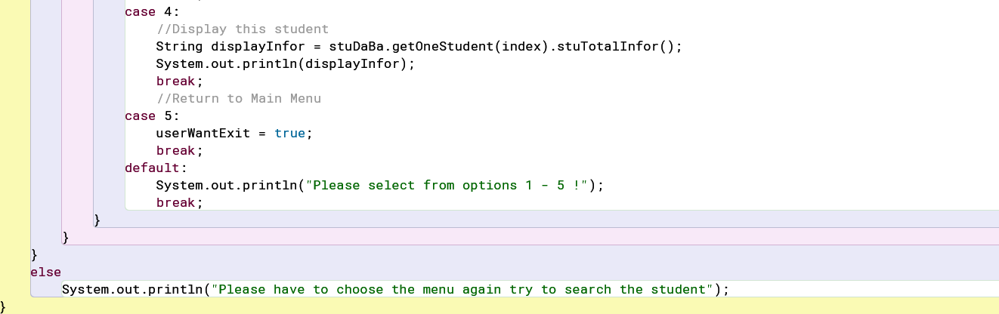 case 4:
//Display this student
String displayInfor = stuDaBa.getOneStudent(index).stuTotalInfor();
System.out.println(displayInfor);
break;
//Return to Main Menu
case 5:
userWantExit = true;
break;
default:
System.out.println("Please select from options 1 - 5 !");
break;
}
}
}
else
System.out.println("Please have to choose the menu again try to search the student");
}